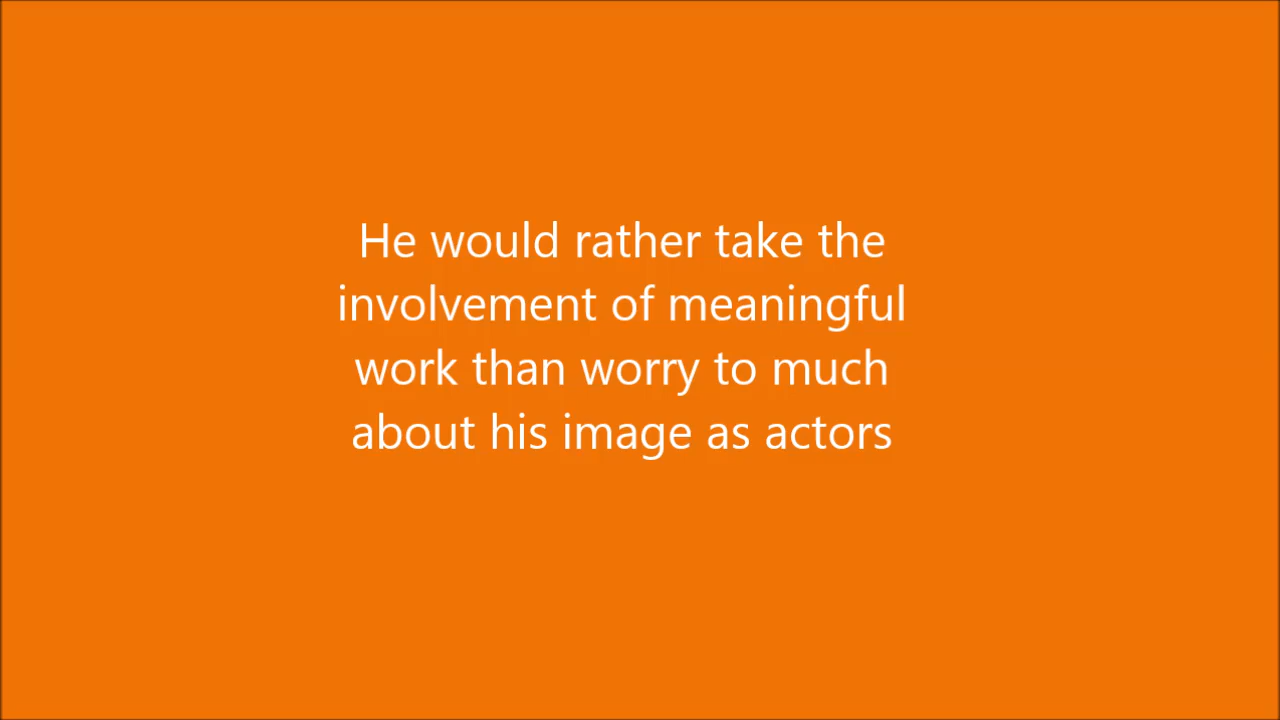 He would rather take the
involvement of meaningful
work than worry to much
about his image as actors